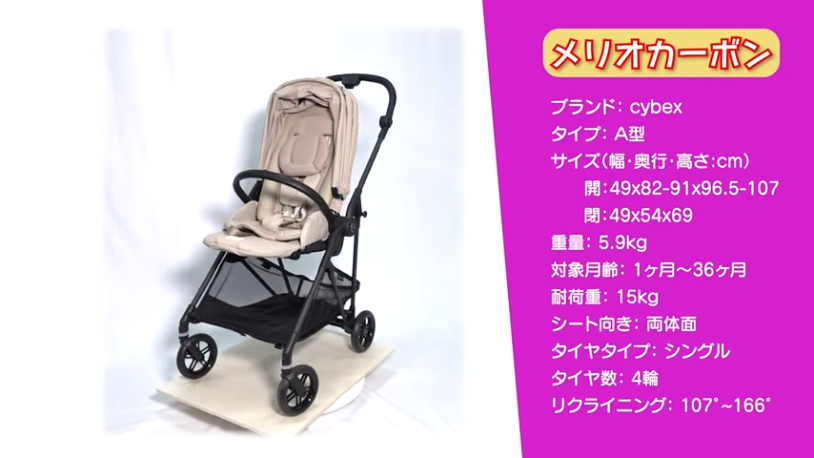 メリオカーボン
ブランド: cybex
タイプ: A型
サイズ(幅・奥行・高さ:cm)
開:49x82-91x96.5-107
閉:49x54x69
重量: 5.9kg
対象月齢: 1ヶ月～36ヶ月
耐荷重: 15kg
シート向き: 両体面
タイヤタイプ: シングル
タイヤ数: 4輪
リクライニング: 107°~166°